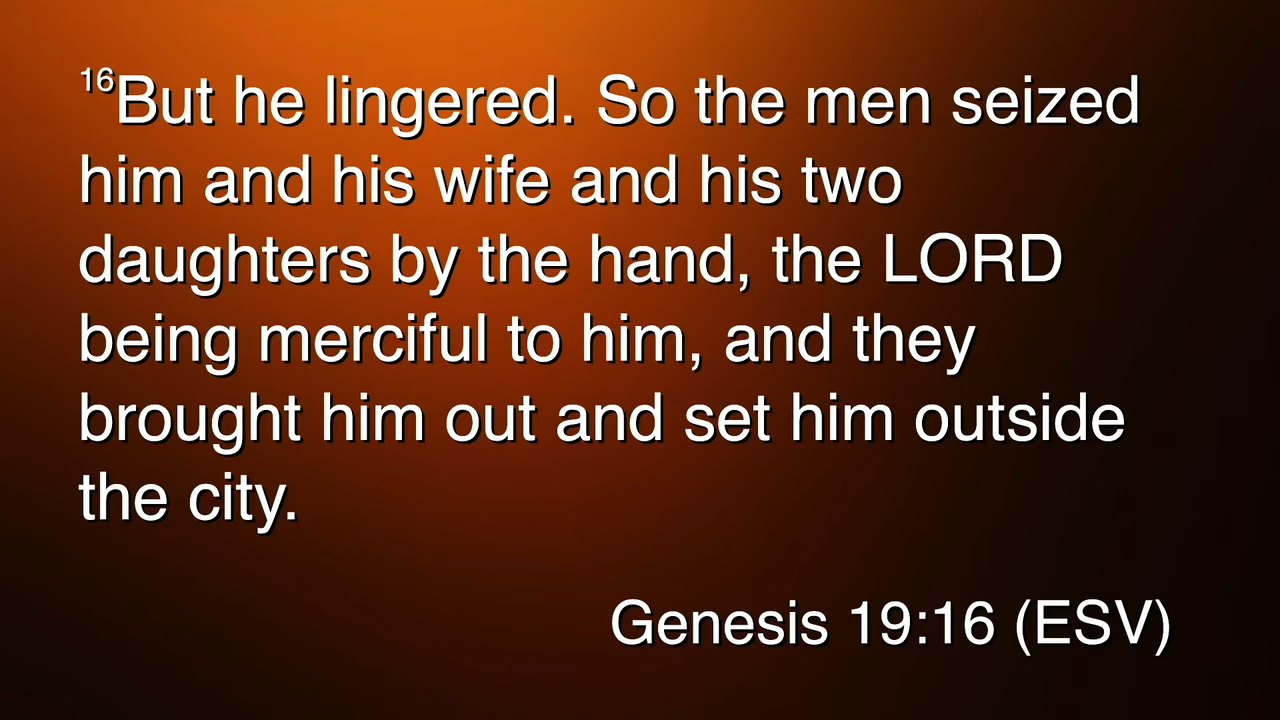 16But he lingered. So the men seized
him and his wife and his two
daughters by the hand, the LORD
being merciful to him, and they
brought him out and set him outside
the city.
Genesis 19:16 (ESV)